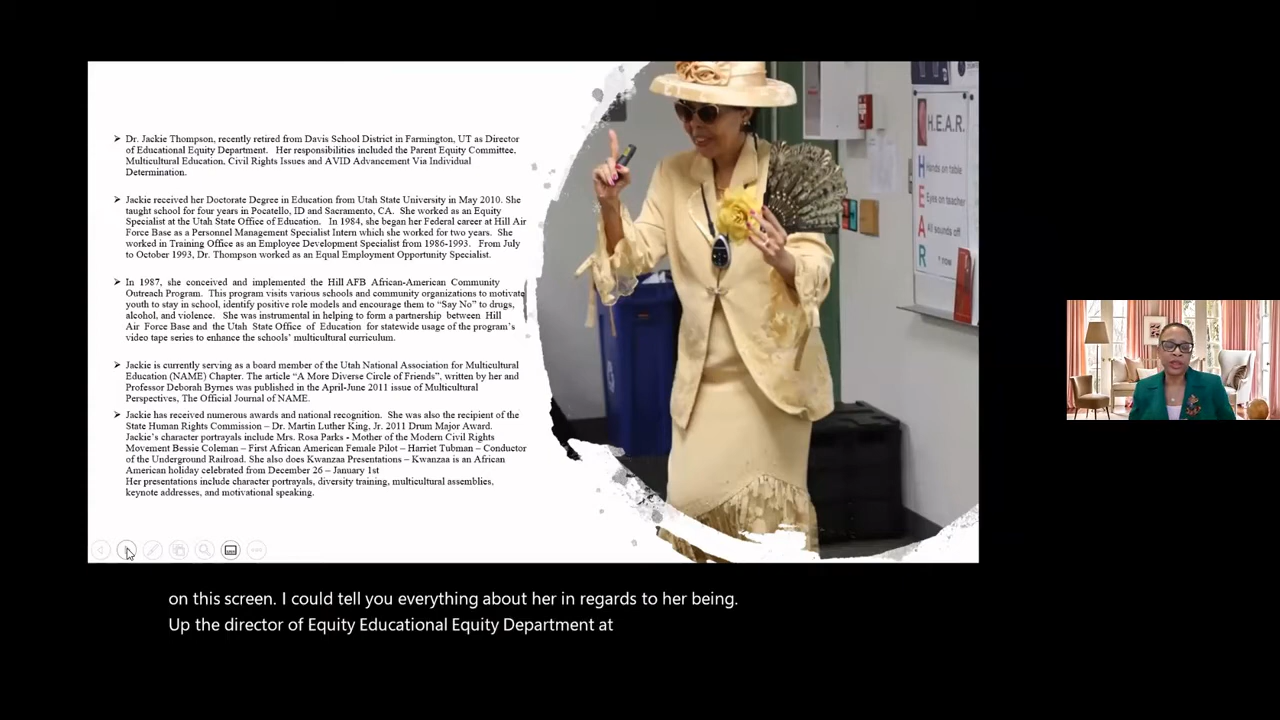 ➢ Dr. Jackie Thompson, recently retired from Davis School District in Farmington, UT as Director
of Educational Equity Department. Her responsibilities included the Parent Equity Committee,
Multicultural Education, Civil Rights Issues and AVID Advancement Via Individual
Determination.
➢ Jackie received her Doctorate Degree in Education from Utah State University in May 2010. She
taught school for four years in Pocatello, ID and Sacramento, CA. She worked as an Equity
Specialist at the Utah State Office of Education. In 1984, she began her Federal career at Hill Air
Force Base as a Personnel Management Specialist Intern which she worked for two years. She
worked in Training Office as an Employee Development Specialist from 1986-1993. From July
to October 1993, Dr. Thompson worked as an Equal Employment Opportunity Specialist.
➢ In 1987, she conceived and implemented the Hill AFB African-American Community
Outreach Program. This program visits various schools and community organizations to motivate
youth to stay in school, identify positive role models and encourage them to “Say No” to drugs,
alcohol, and violence. She was instrumental in helping to form a partnership between Hill
Air Force Base and the Utah State Office of Education for statewide usage of the program’s
video tape series to enhance the schools’ multicultural curriculum.
➢ Jackie is currently serving as a board member of the Utah National Association for Multicultural
Education (NAME) Chapter. The article “A More Diverse Circle of Friends”, written by her and
Professor Deborah Byrnes was published in the April-June 2011 issue of Multicultural
Perspectives, The Official Journal of NAME.
➢ Jackie has received numerous awards and national recognition. She was also the recipient of the
State Human Rights Commission – Dr. Martin Luther King, Jr. 2011 Drum Major Award.
Jackie’s character portrayals include Mrs. Rosa Parks - Mother of the Modern Civil Rights
Movement Bessie Coleman – First African American Female Pilot – Harriet Tubman – Conductor
of the Underground Railroad. She also does Kwanzaa Presentations – Kwanzaa is an African
American holiday celebrated from December 26 – January 1st
Her presentations include character portrayals, diversity training, multicultural assemblies,
keynote addresses, and motivational speaking.
H.E.A.R.
H
Hands on table
E
Eyes on teacher
A
All sounds off
R
now
on this screen. I could tell you everything about her in regards to her being.
Up the director of Equity Educational Equity Department at